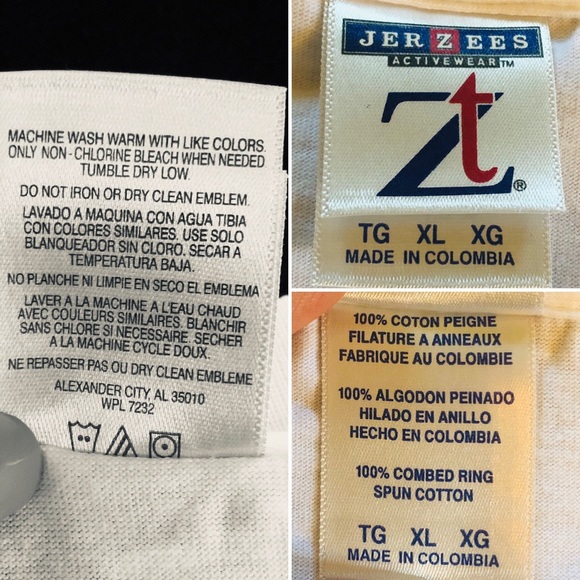 MACHINE WASH WARM WITH LIKE COLORS.
ONLY NON - CHLORINE BLEACH WHEN NEEDED
TUMBLE DRY LOW.
DO NOT IRON OR DRY CLEAN EMBLEM.
LAVADO A MAQUINA CON AGUA TIBIA
CON COLORES SIMILARES. USE SOLO
BLANQUEADOR SIN CLORO. SECAR A
TEMPERATURA BAJA.
NO PLANCHE NI LIMPIE EN SECO EL EMBLEMA
LAVER A LA MACHINE A L'EAU CHAUD
AVEC COULEURS SIMILAIRES. BLANCHIR
SANS CHLORE SI NECESSAIRE. SECHER
A LA MACHINE CYCLE DOUX.
NE REPASSER PAS OU DRY CLEAN EMBLEME
ALEXANDER CITY, AL 35010
WPL 7232
JERZEES
ACTIVEWEAR™
Zt®
TG XL XG
MADE IN COLOMBIA
100% COTON PEIGNE
FILATURE A ANNEAUX
FABRIQUE AU COLOMBIE
100% ALGODON PEINADO
HILADO EN ANILLO
HECHO EN COLOMBIA
100% COMBED RING
SPUN COTTON
TG XL XG
MADE IN COLOMBIA